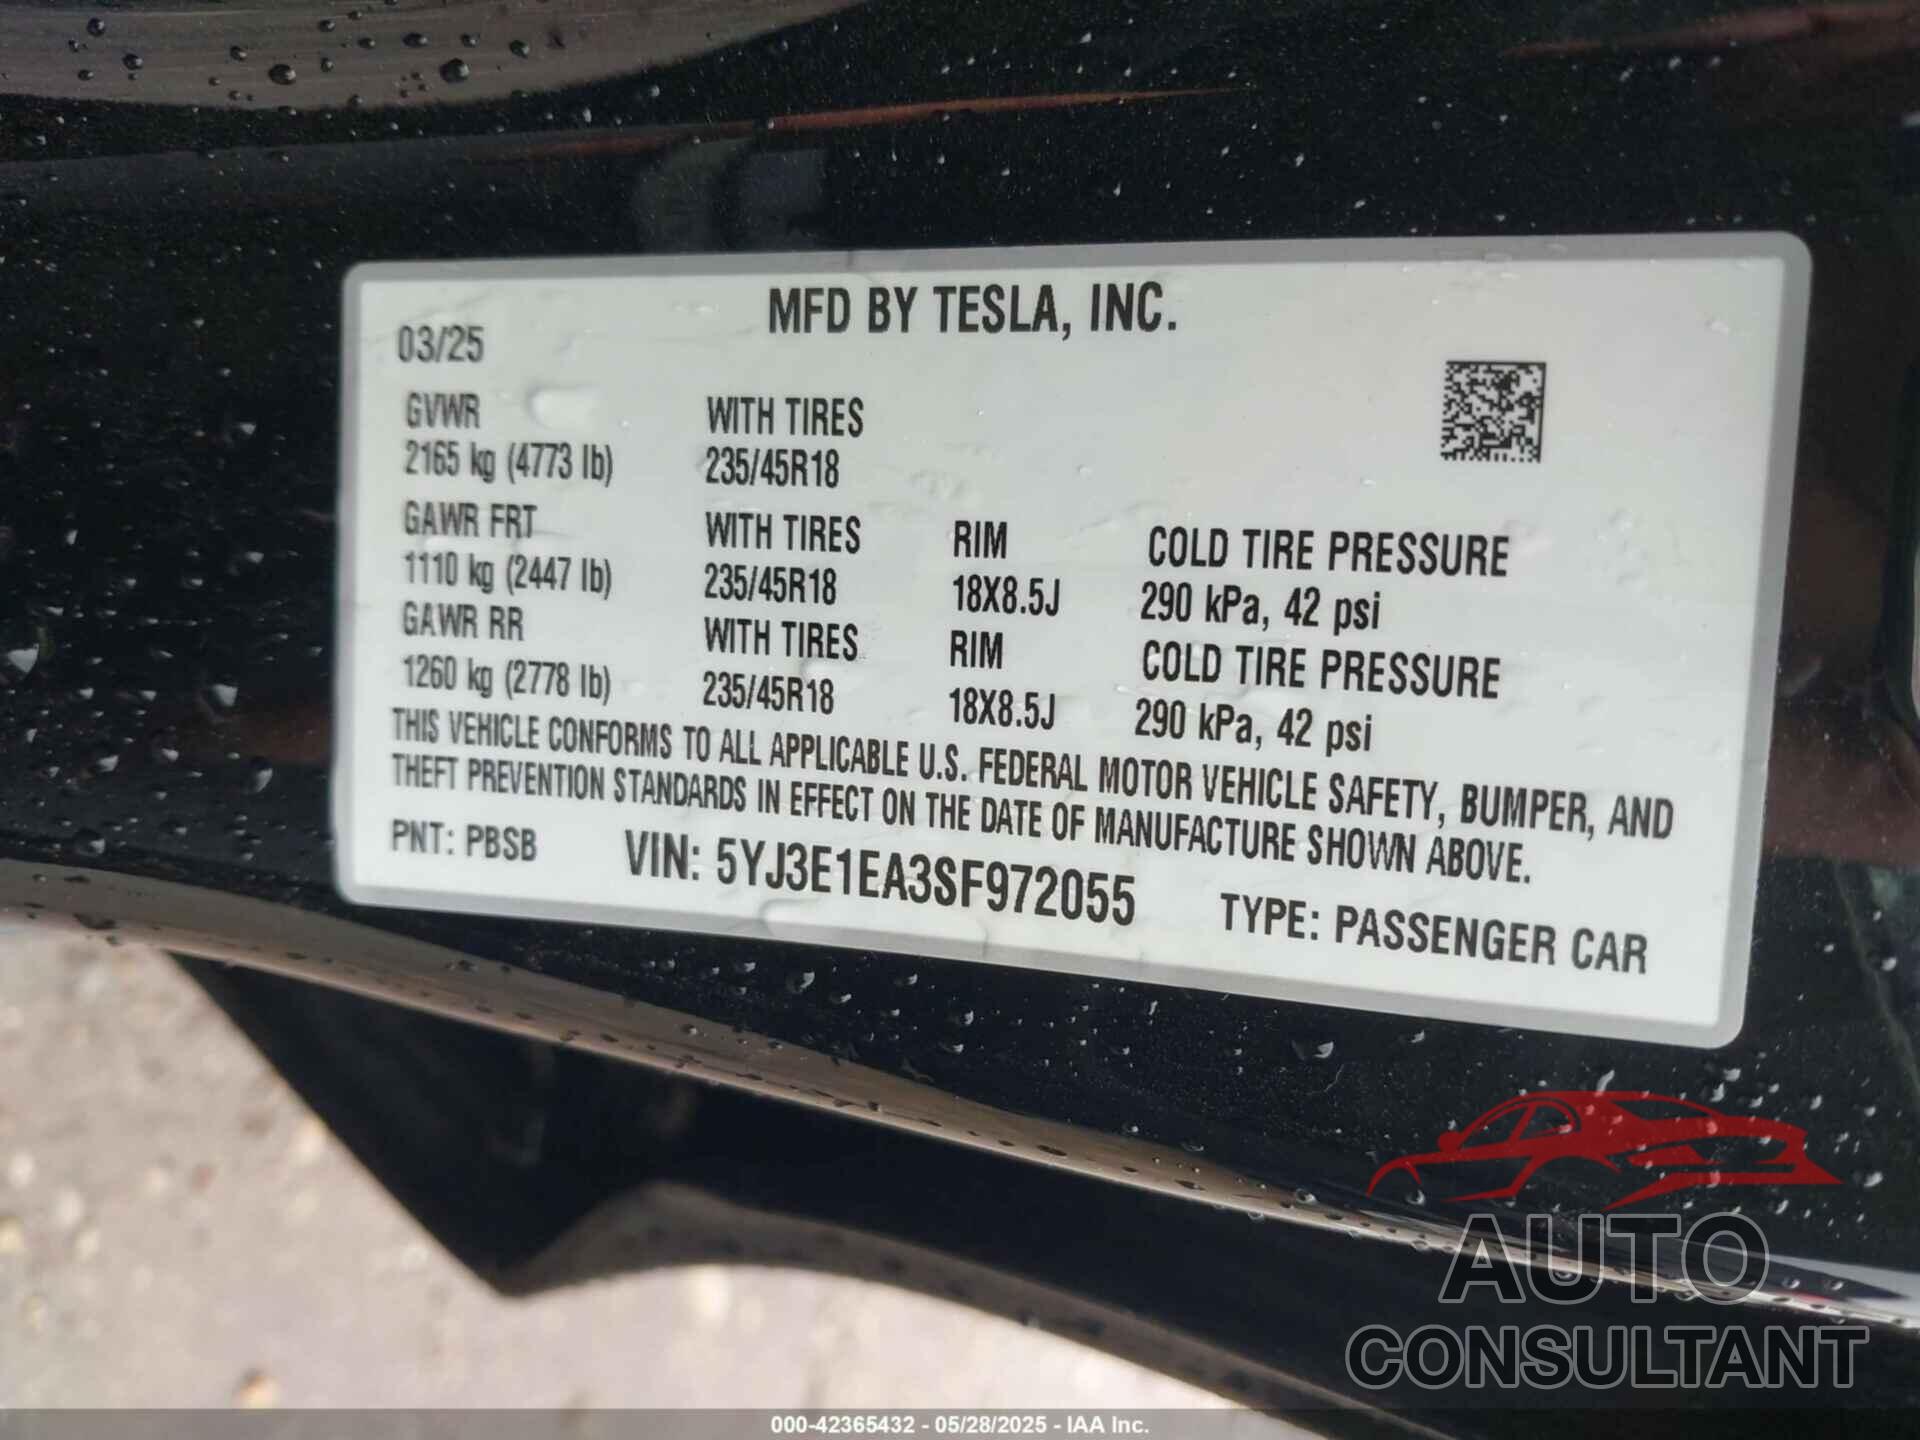 MFD BY TESLA, INC.
03/25
GVWR WITH TIRES
2165 kg (4773 lb) 235/45R18
GAWR FRT WITH TIRES RIM COLD TIRE PRESSURE
1110 kg (2447 lb) 235/45R18 18X8.5J 290 kPa, 42 psi
GAWR RR WITH TIRES RIM COLD TIRE PRESSURE
1260 kg (2778 lb) 235/45R18 18X8.5J 290 kPa, 42 psi
THIS VEHICLE CONFORMS TO ALL APPLICABLE U.S. FEDERAL MOTOR VEHICLE SAFETY, BUMPER, AND
THEFT PREVENTION STANDARDS IN EFFECT ON THE DATE OF MANUFACTURE SHOWN ABOVE.
PNT: PBSB VIN: 5YJ3E1EA3SF972055 TYPE: PASSENGER CAR
AUTO
CONSULTANT
000-42365432 - 05/28/2025 - IAA Inc.